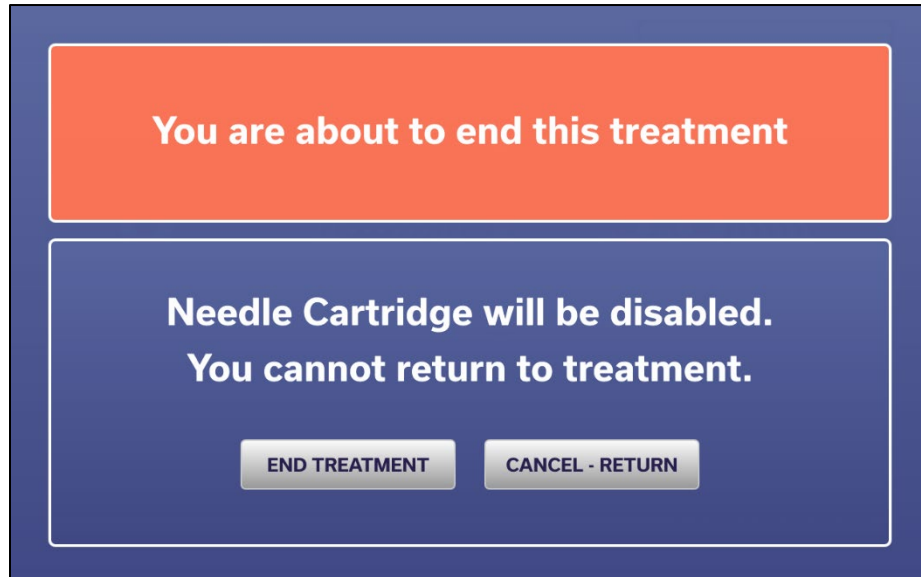 You are about to end this treatment
Needle Cartridge will be disabled.
You cannot return to treatment.
END TREATMENT
CANCEL - RETURN